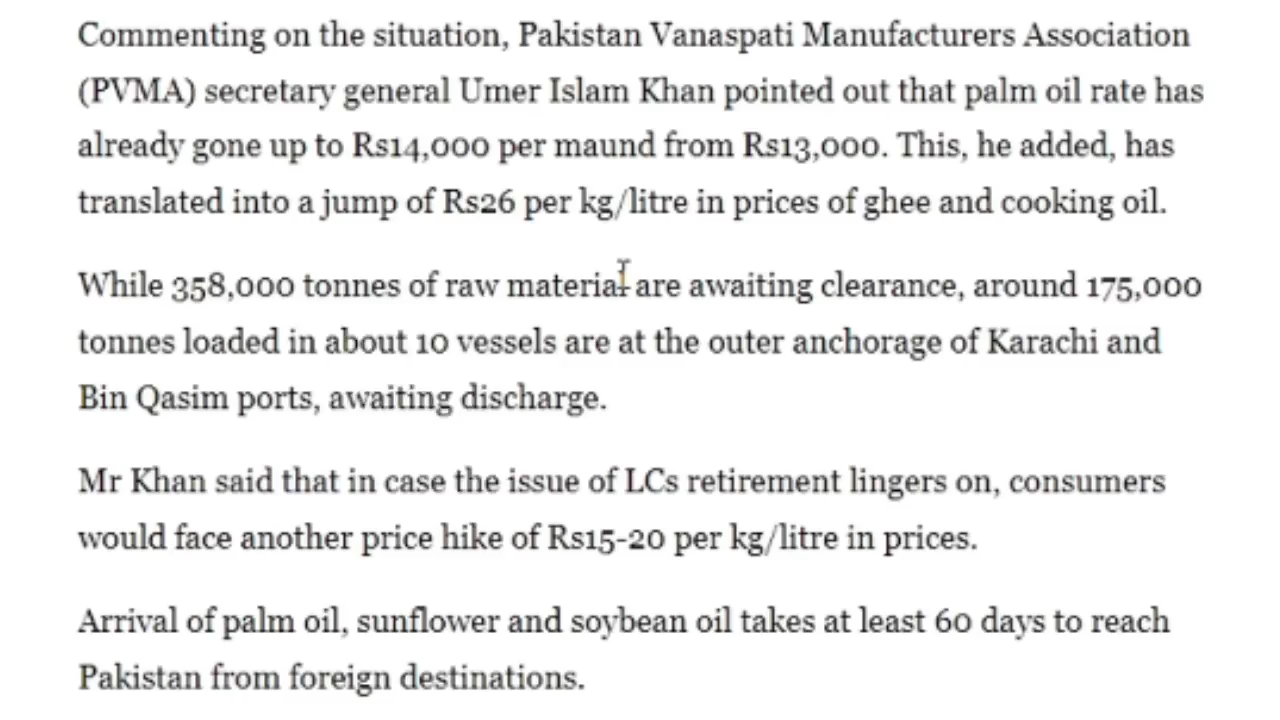 Commenting on the situation, Pakistan Vanaspati Manufacturers Association
(PVMA) secretary general Umer Islam Khan pointed out that palm oil rate has
already gone up to Rs14,000 per maund from Rs13,000. This, he added, has
translated into a jump of Rs26 per kg/litre in prices of ghee and cooking oil.
While 358,000 tonnes of raw material are awaiting clearance, around 175,000
tonnes loaded in about 10 vessels are at the outer anchorage of Karachi and
Bin Qasim ports, awaiting discharge.
Mr Khan said that in case the issue of LCs retirement lingers on, consumers
would face another price hike of Rs15-20 per kg/litre in prices.
Arrival of palm oil, sunflower and soybean oil takes at least 60 days to reach
Pakistan from foreign destinations.